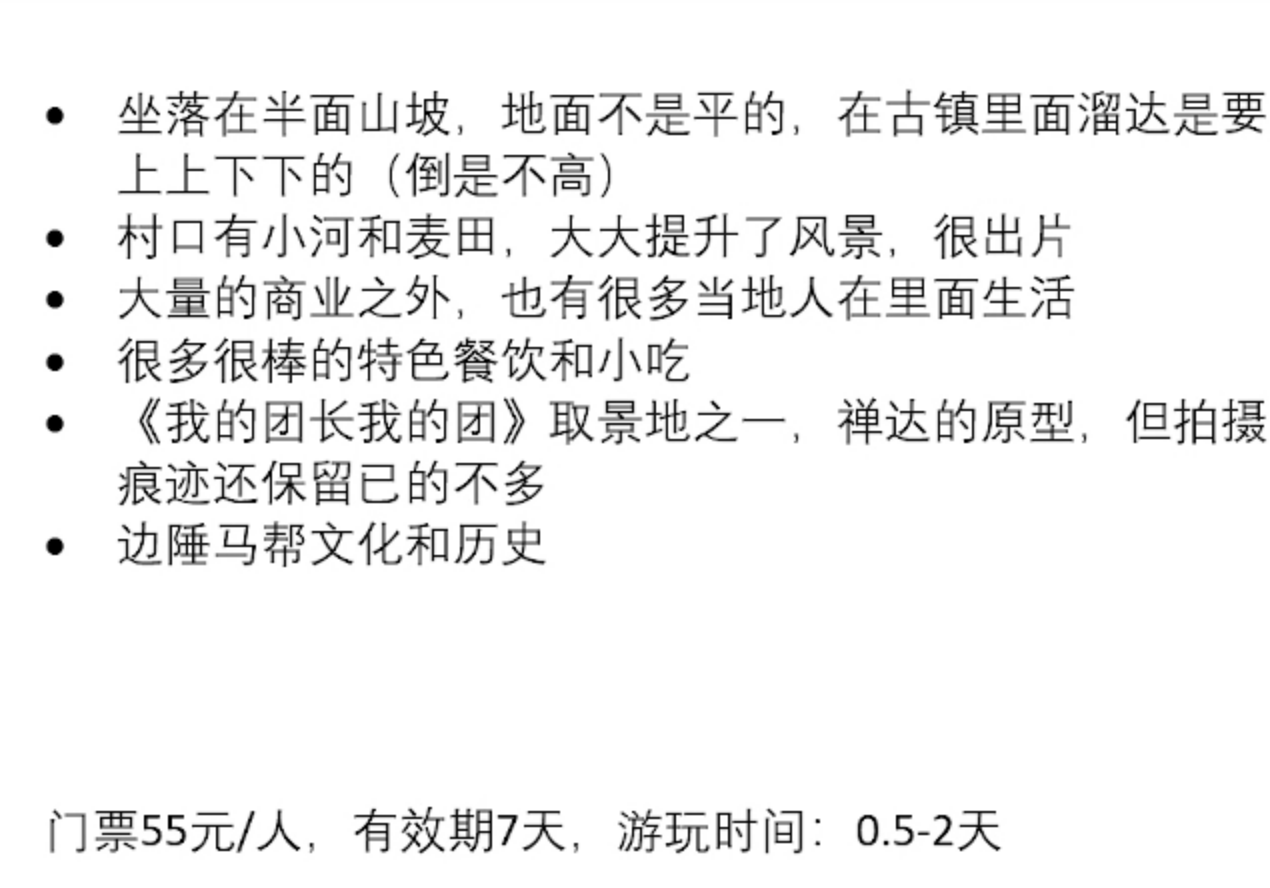 • 坐落在半面山坡，地面不是平的，在古镇里面溜达是要
上上下下的（倒是不高）
• 村口有小河和麦田，大大提升了风景，很出片
• 大量的商业之外，也有很多当地人在里面生活
• 很多很棒的特色餐饮和小吃
• 《我的团长我的团》取景地之一，禅达的原型，但拍摄
痕迹还保留已的不多
• 边陲马帮文化和历史
门票55元/人，有效期7天，游玩时间：0.5-2天